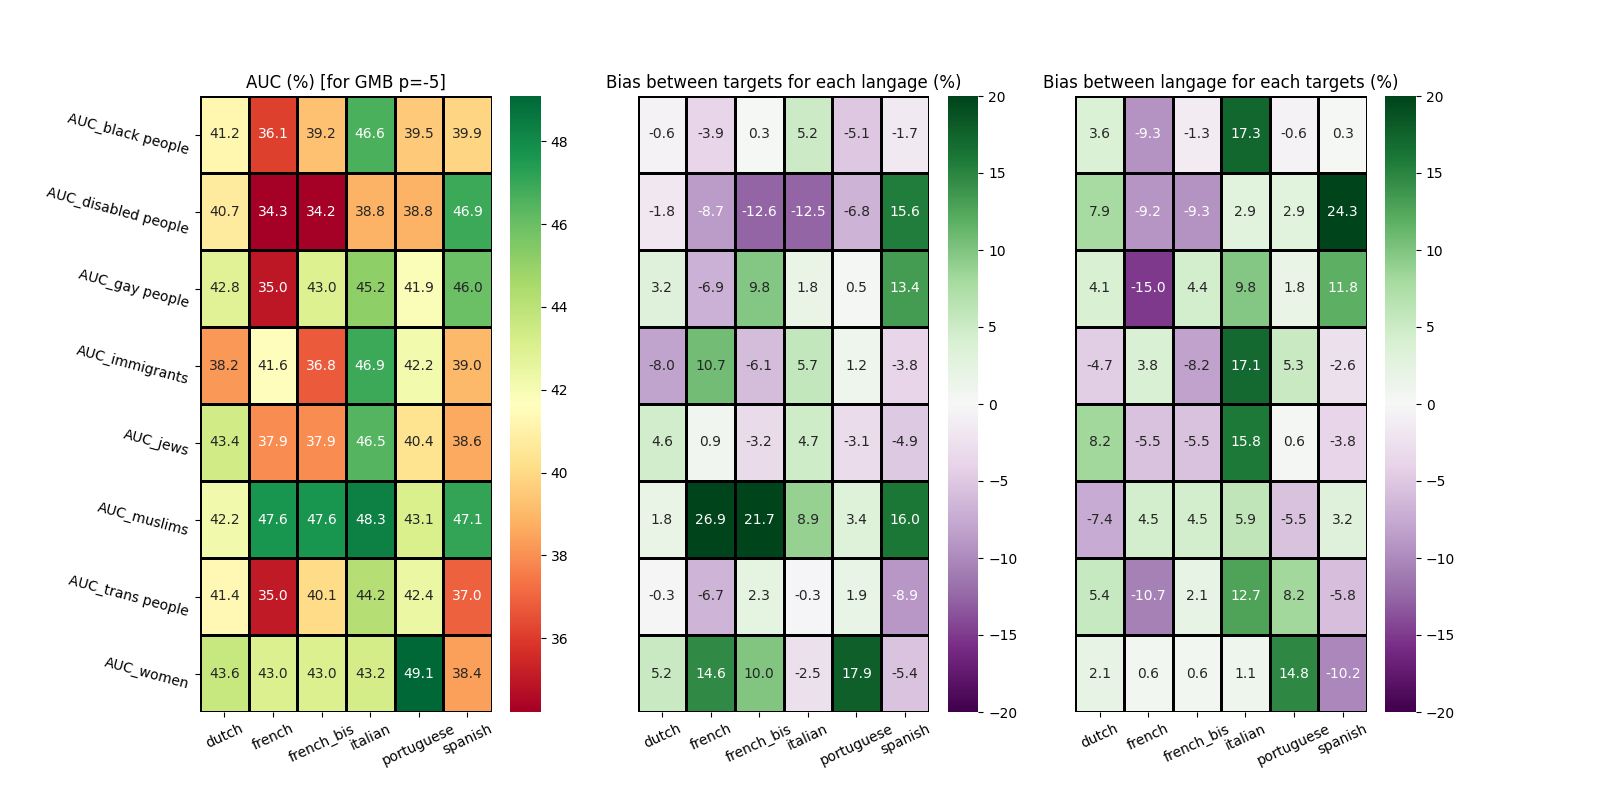 AUC (%) [for GMB p=-5]
AUC_black people 41.2 36.1 39.2 46.6 39.5 39.9
AUC_disabled people 40.7 34.3 34.2 38.8 38.8 46.9
AUC_gay people 42.8 35.0 43.0 45.2 41.9 46.0
AUC_immigrants 38.2 41.6 36.8 46.9 42.2 39.0
AUC_jews 43.4 37.9 37.9 46.5 40.4 38.6
AUC_muslims 42.2 47.6 47.6 48.3 43.1 47.1
AUC_trans people 41.4 35.0 40.1 44.2 42.4 37.0
AUC_women 43.6 43.0 43.0 43.2 49.1 38.4
dutch french french_bis italian portuguese spanish
48
46
44
42
40
38
36
Bias between targets for each langage (%)
-0.6 -3.9 0.3 5.2 -5.1 -1.7
-1.8 -8.7 -12.6 -12.5 -6.8 15.6
3.2 -6.9 9.8 1.8 0.5 13.4
-8.0 10.7 -6.1 5.7 1.2 -3.8
4.6 0.9 -3.2 4.7 -3.1 -4.9
1.8 26.9 21.7 8.9 3.4 16.0
-0.3 -6.7 2.3 -0.3 1.9 -8.9
5.2 14.6 10.0 -2.5 17.9 -5.4
dutch french french_bis italian portuguese spanish
20
15
10
5
0
−5
−10
−15
−20
Bias between langage for each targets (%)
3.6 -9.3 -1.3 17.3 -0.6 0.3
7.9 -9.2 -9.3 2.9 2.9 24.3
4.1 -15.0 4.4 9.8 1.8 11.8
-4.7 3.8 -8.2 17.1 5.3 -2.6
8.2 -5.5 -5.5 15.8 0.6 -3.8
-7.4 4.5 4.5 5.9 -5.5 3.2
5.4 -10.7 2.1 12.7 8.2 -5.8
2.1 0.6 0.6 1.1 14.8 -10.2
dutch french french_bis italian portuguese spanish
20
15
10
5
0
−5
−10
−15
−20